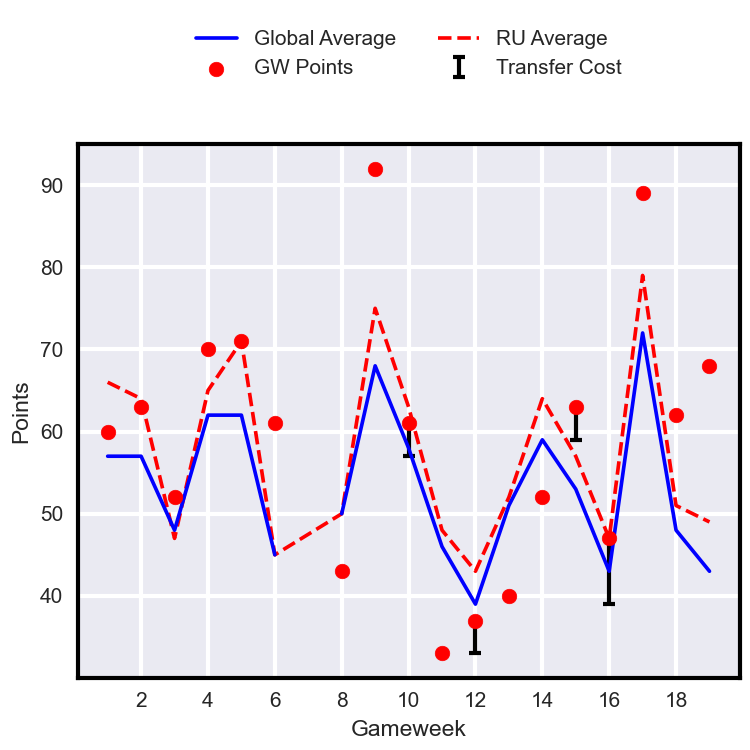 Global Average
RU Average
GW Points
Transfer Cost
90
80
70
60
50
40
Points
2 4 6 8 10 12 14 16 18
Gameweek